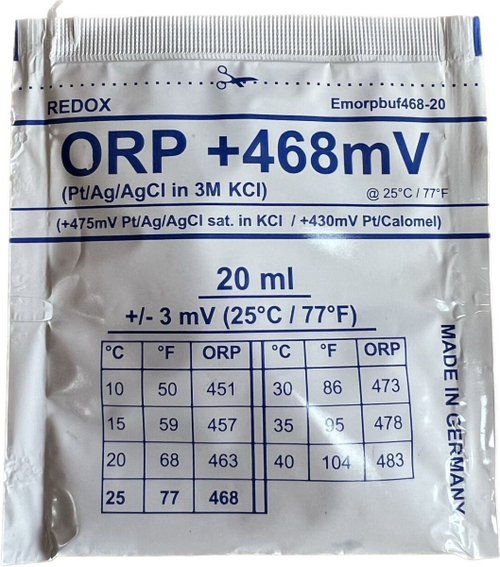 REDOX Emorpbuf468-20
ORP +468mV
(Pt/Ag/AgCl in 3M KCl) @ 25°C / 77°F
(+475mV Pt/Ag/AgCl sat. in KCl / +430mV Pt/Calomel)
20 ml
+/- 3 mV (25°C / 77°F)
°C °F ORP °C °F ORP
10 50 451 30 86 473
15 59 457 35 95 478
20 68 463 40 104 483
25 77 468
MADE IN GERMANY